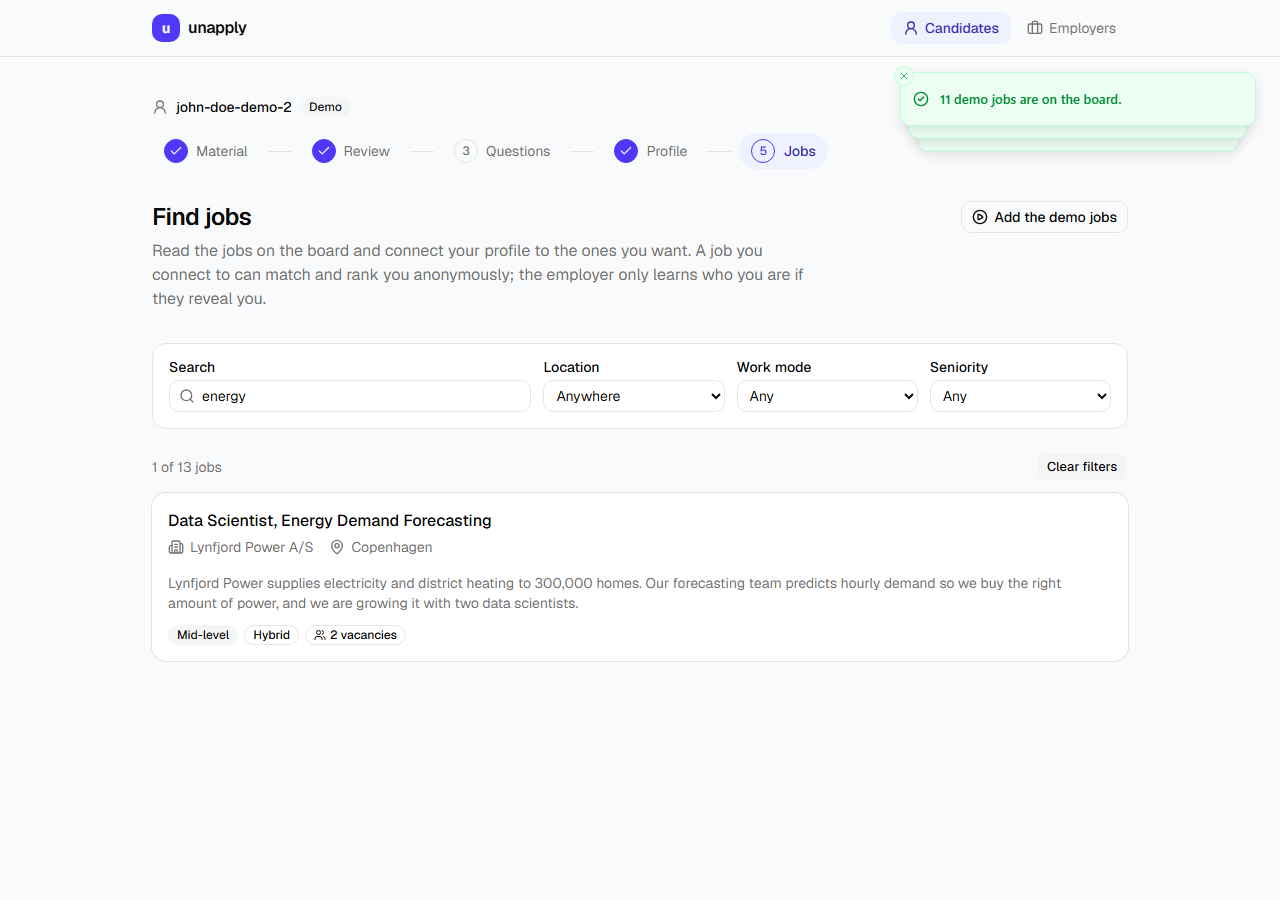 u unapply
Candidates
Employers
11 demo jobs are on the board.
john-doe-demo-2 Demo
Material
Review
3 Questions
Profile
5 Jobs
Find jobs
Add the demo jobs
Read the jobs on the board and connect your profile to the ones you want. A job you
connect to can match and rank you anonymously; the employer only learns who you are if
they reveal you.
Search
Location
Work mode
Seniority
energy
Anywhere
Any
Any
1 of 13 jobs
Clear filters
Data Scientist, Energy Demand Forecasting
Lynfjord Power A/S
Copenhagen
Lynfjord Power supplies electricity and district heating to 300,000 homes. Our forecasting team predicts hourly demand so we buy the right
amount of power, and we are growing it with two data scientists.
Mid-level
Hybrid
2 vacancies